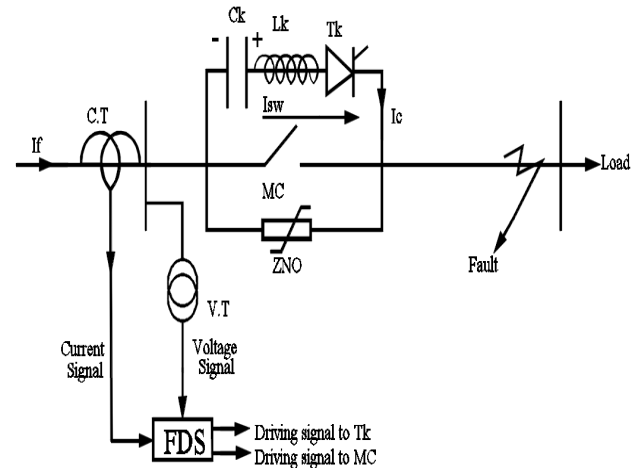 Ck
Lk
Tk
-
+
C.T
Isw
Ic
If
Load
MC
ZNO
Fault
V.T
Current
Signal
Voltage
Signal
FDS
Driving signal to Tk
Driving signal to MC